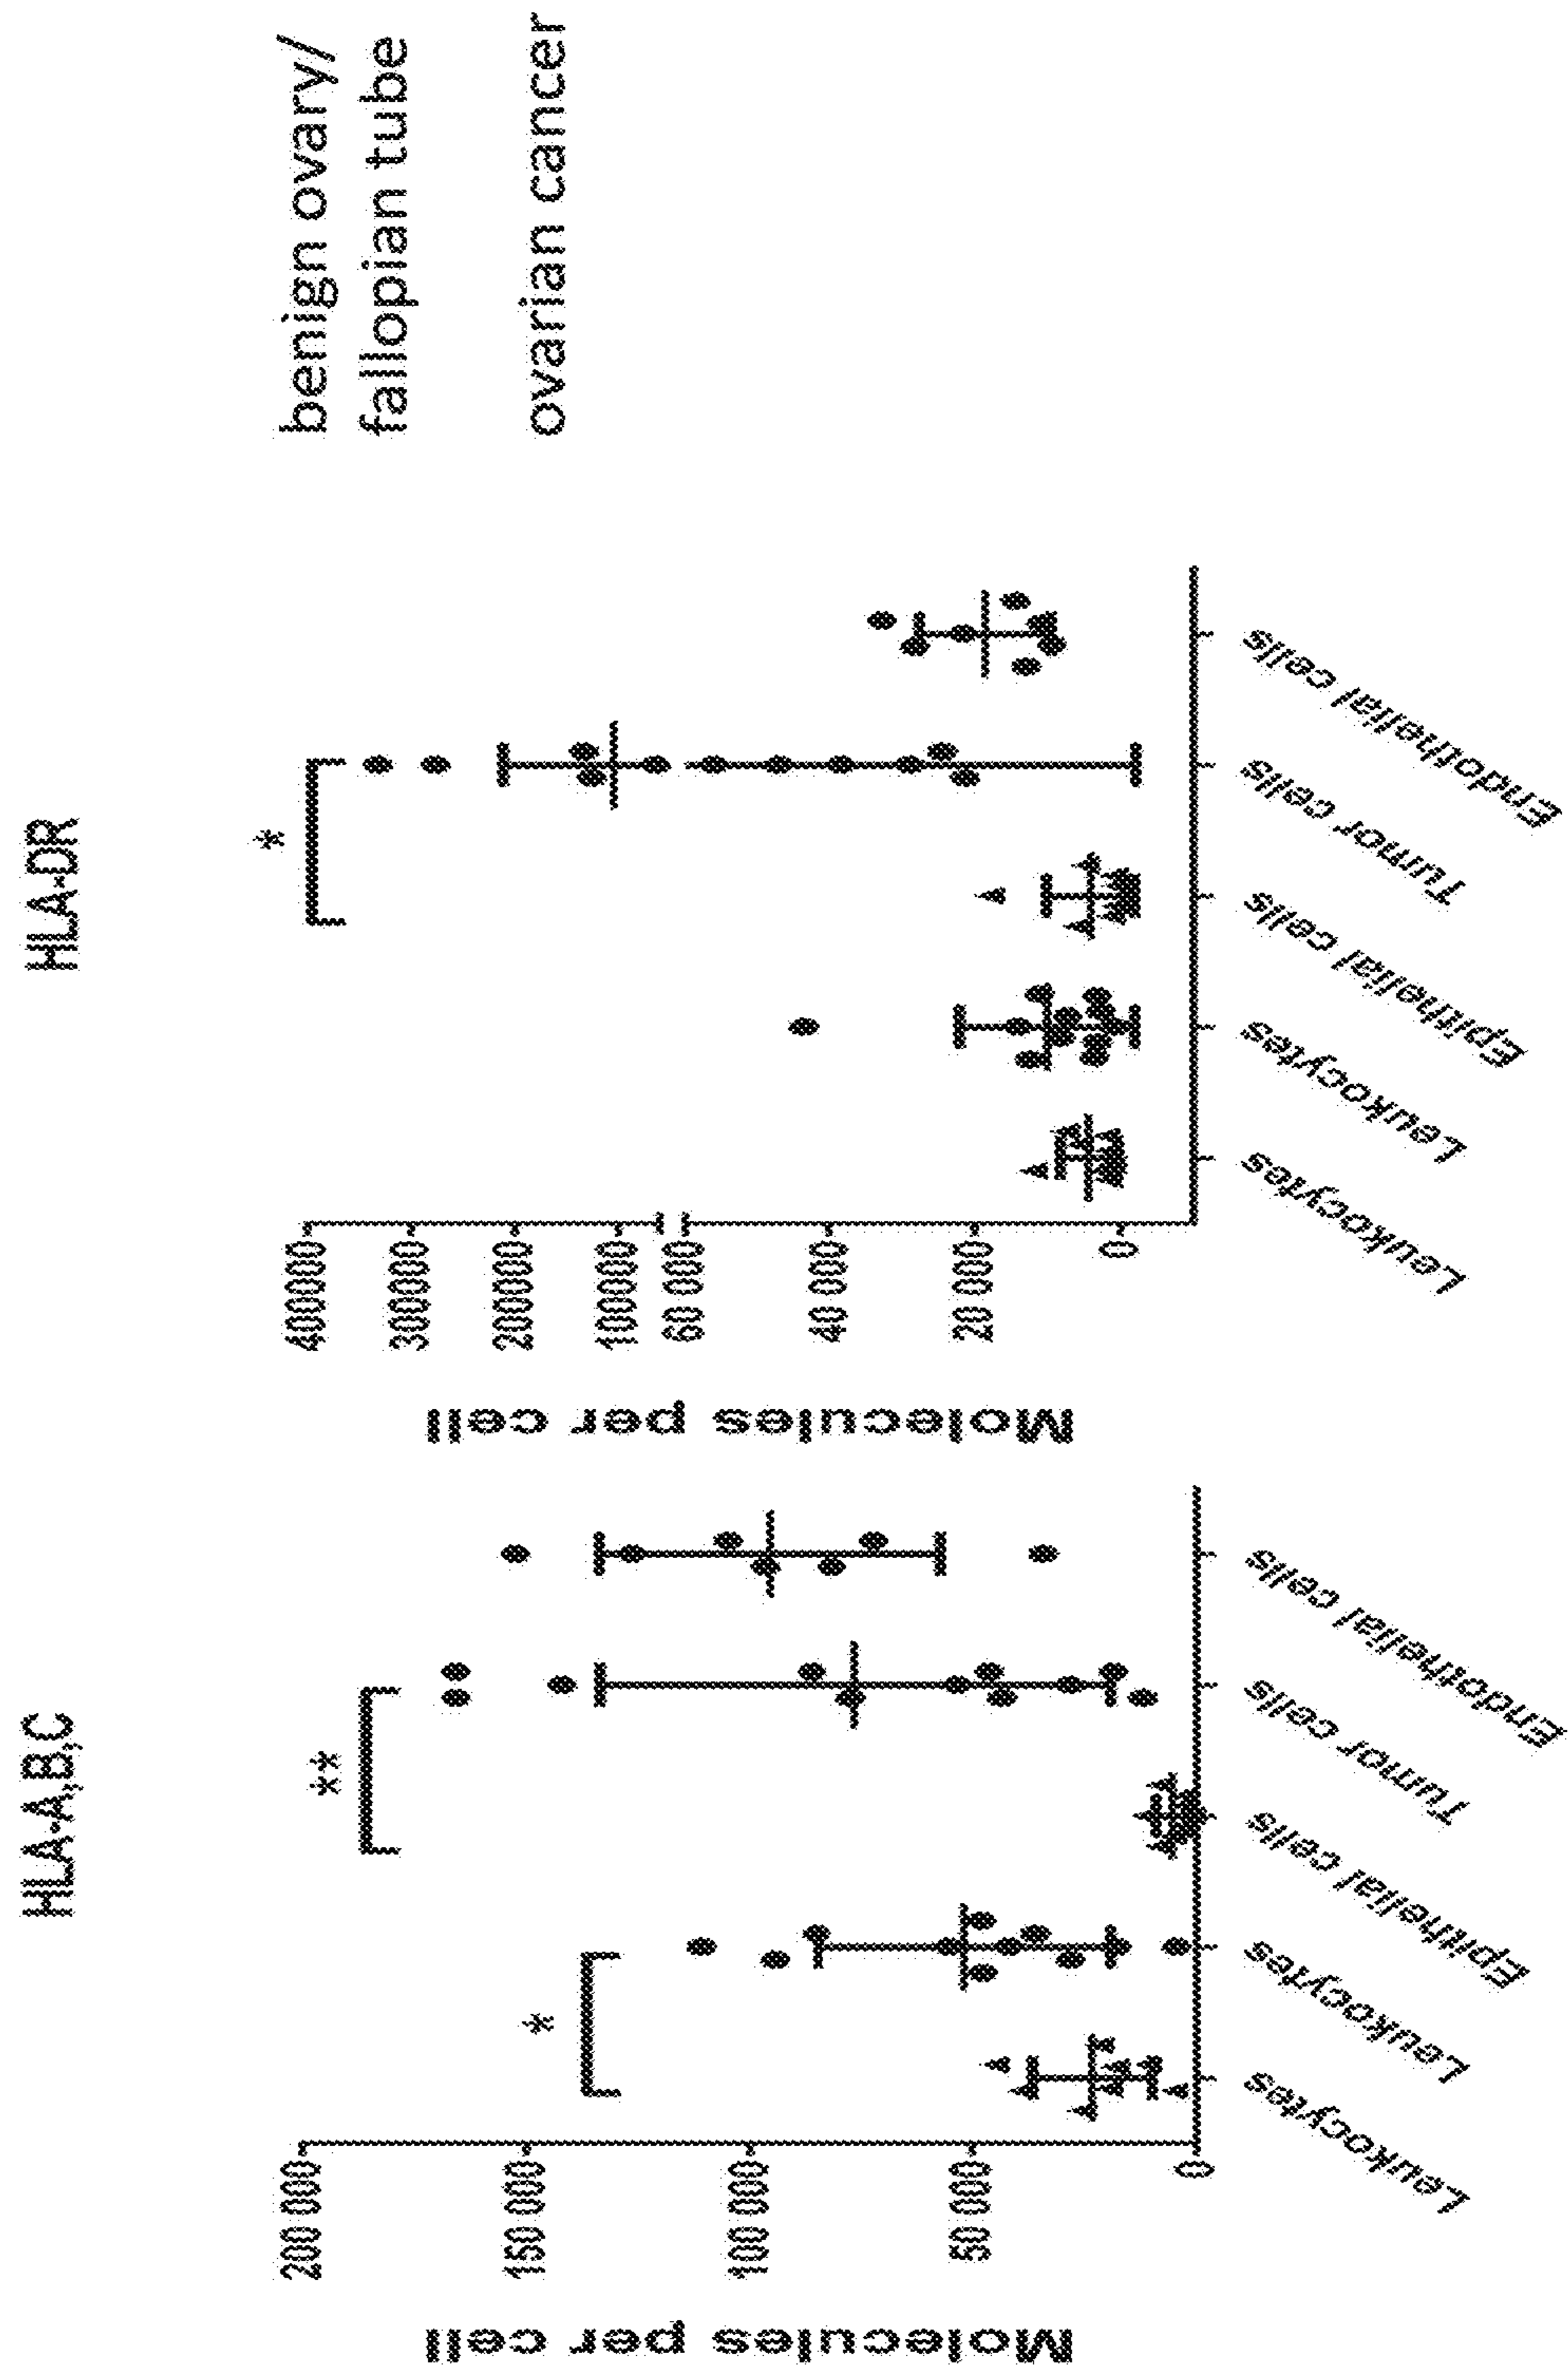 HLA-A,B,C
**
*
200 000
150 000
100 000
50 000
0
Molecules per cell
Leukocytes
Leukocytes
Epithelial cells
Tumor cells
Endothelial cells
HLA-DR
*
400000
300000
200000
100000
60 000
40 000
20 000
0
Molecules per cell
Leukocytes
Leukocytes
Epithelial cells
Tumor cells
Endothelial cells
benign ovary/
fallopian tube
ovarian cancer